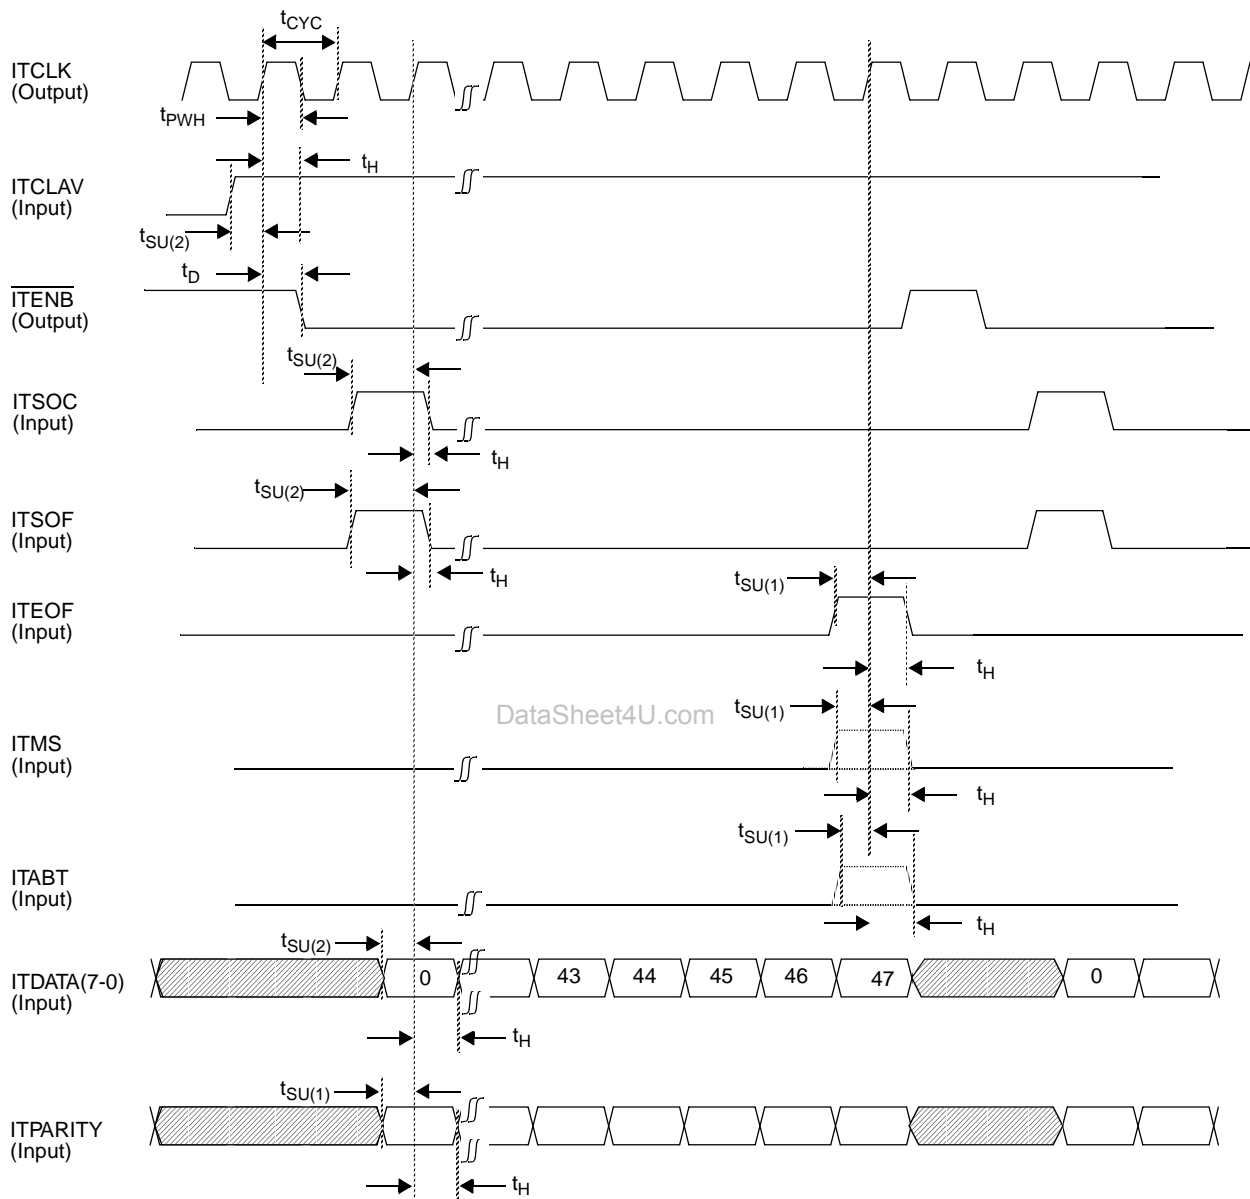 tCYC
ITCLK
(Output)
tPWH
tH
ITCLAV
(Input)
tSU(2)
tD
ITENB
(Output)
tSU(2)
ITSOC
(Input)
tH
tSU(2)
ITSOF
(Input)
tH
tSU(1)
ITEOF
(Input)
tH
DataSheet4U.com
tSU(1)
ITMS
(Input)
tH
tSU(1)
ITABT
(Input)
tH
tSU(2)
ITDATA(7-0)
(Input)
0 43 44 45 46 47 0
tH
tSU(1)
ITPARITY
(Input)
tH